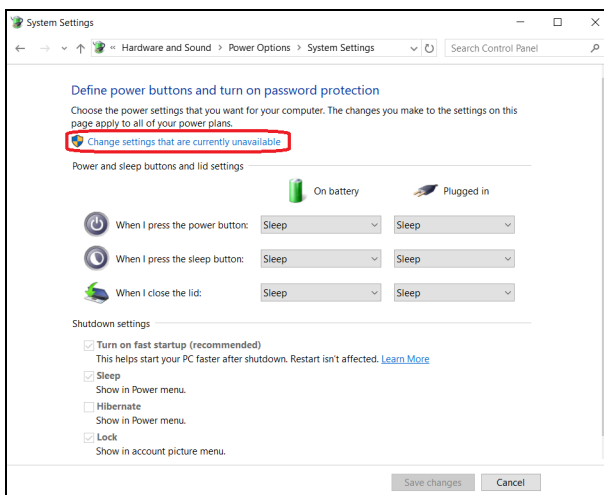 System Settings
« Hardware and Sound > Power Options > System Settings
Search Control Panel
Define power buttons and turn on password protection
Choose the power settings that you want for your computer. The changes you make to the settings on this
page apply to all of your power plans.
Change settings that are currently unavailable
Power and sleep buttons and lid settings
On battery Plugged in
When I press the power button: Sleep Sleep
When I press the sleep button: Sleep Sleep
When I close the lid: Sleep Sleep
Shutdown settings
Turn on fast startup (recommended)
This helps start your PC faster after shutdown. Restart isn't affected. Learn More
Sleep
Show in Power menu.
Hibernate
Show in Power menu.
Lock
Show in account picture menu.
Save changes Cancel